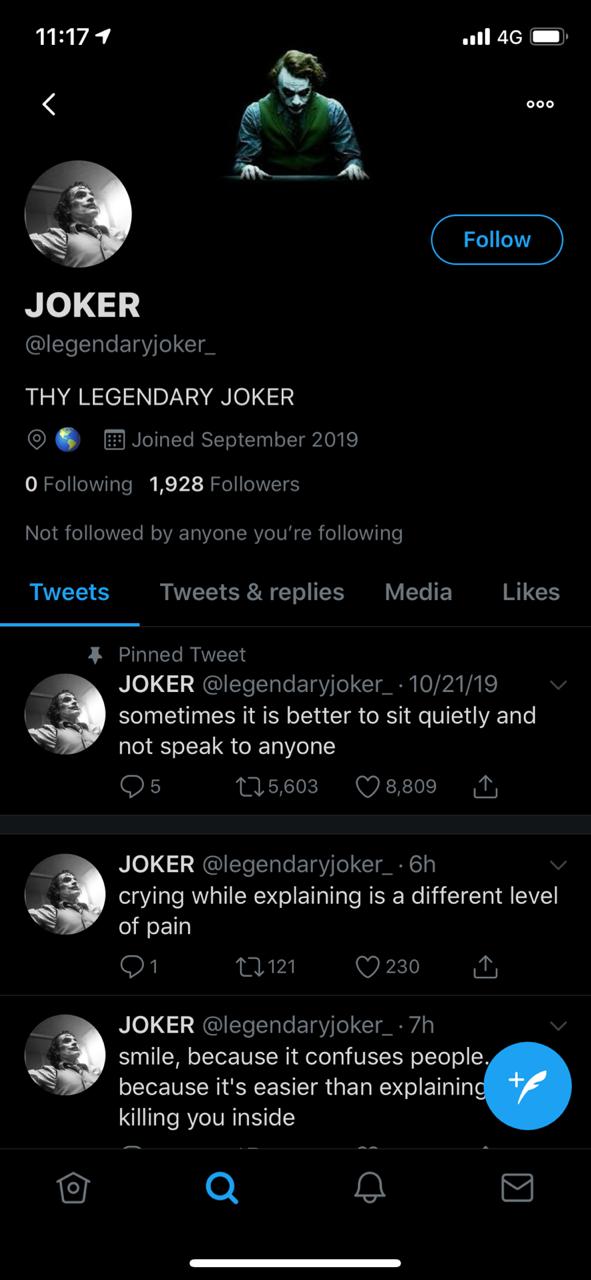 11:17 4G
Follow
JOKER
@legendaryjoker_
THY LEGENDARY JOKER
🌎 Joined September 2019
0 Following 1,928 Followers
Not followed by anyone you’re following
Tweets Tweets & replies Media Likes
Pinned Tweet
JOKER @legendaryjoker_ · 10/21/19
sometimes it is better to sit quietly and
not speak to anyone
5 5,603 8,809
JOKER @legendaryjoker_ · 6h
crying while explaining is a different level
of pain
1 121 230
JOKER @legendaryjoker_ · 7h
smile, because it confuses people.
because it's easier than explaining
killing you inside